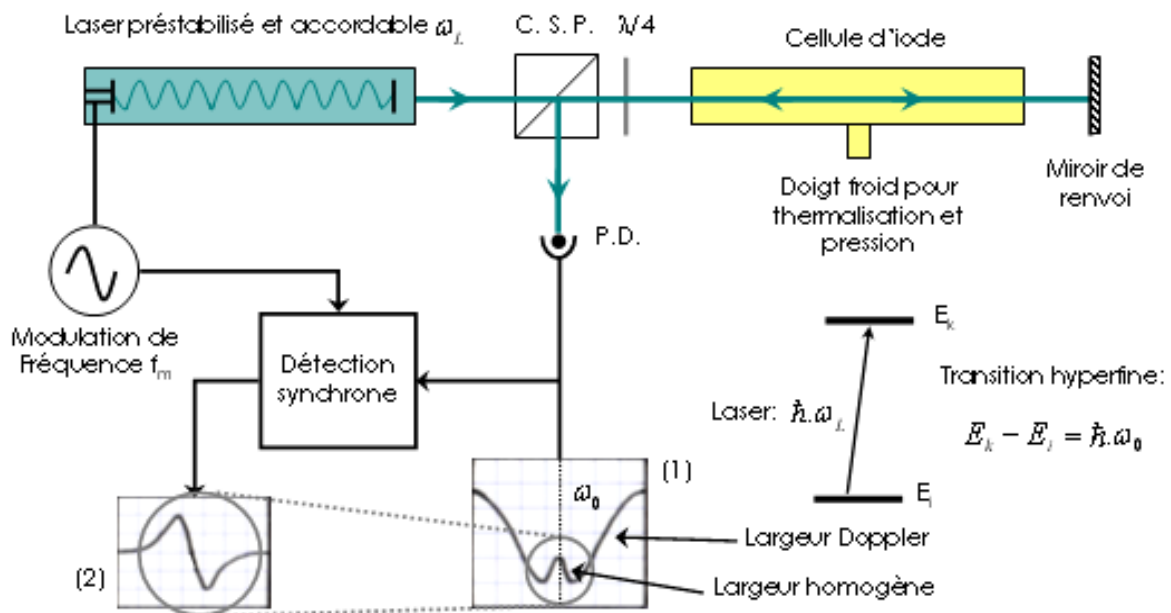 Laser préstabilisé et accordable ω_L
C. S. P.
λ/4
Cellule d'iode
Doigt froid pour
thermalisation et
pression
Miroir de
renvoi
P.D.
Modulation de
Fréquence f_m
Détection
synchrone
E_k
Transition hyperfine:
Laser: ħ.ω_L
E_k − E_i = ħ.ω_0
E_i
(1)
ω_0
Largeur Doppler
Largeur homogène
(2)